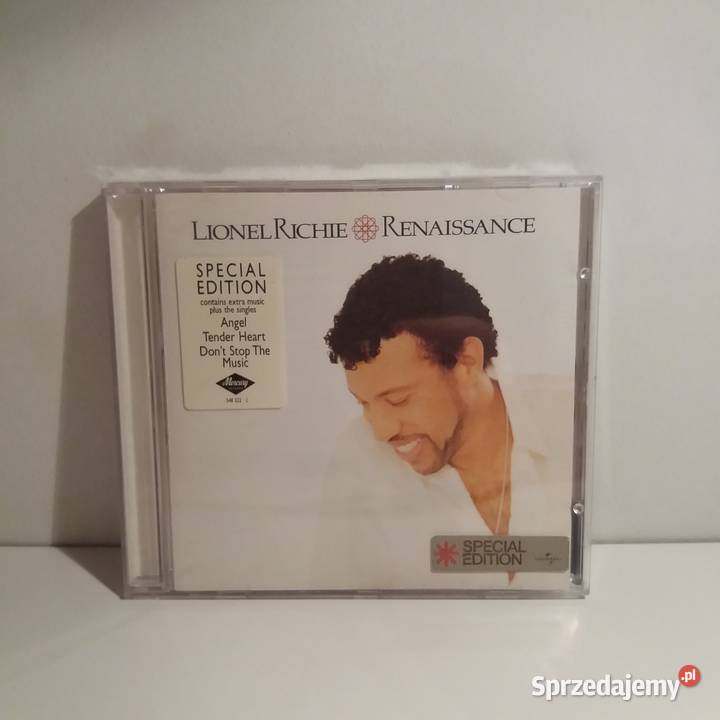 LIONEL RICHIE RENAISSANCE
SPECIAL
EDITION
contains extra music
plus the singles
Angel
Tender Heart
Don't Stop The
Music
Mercury
SPECIAL
EDITION
Sprzedajemy.pl